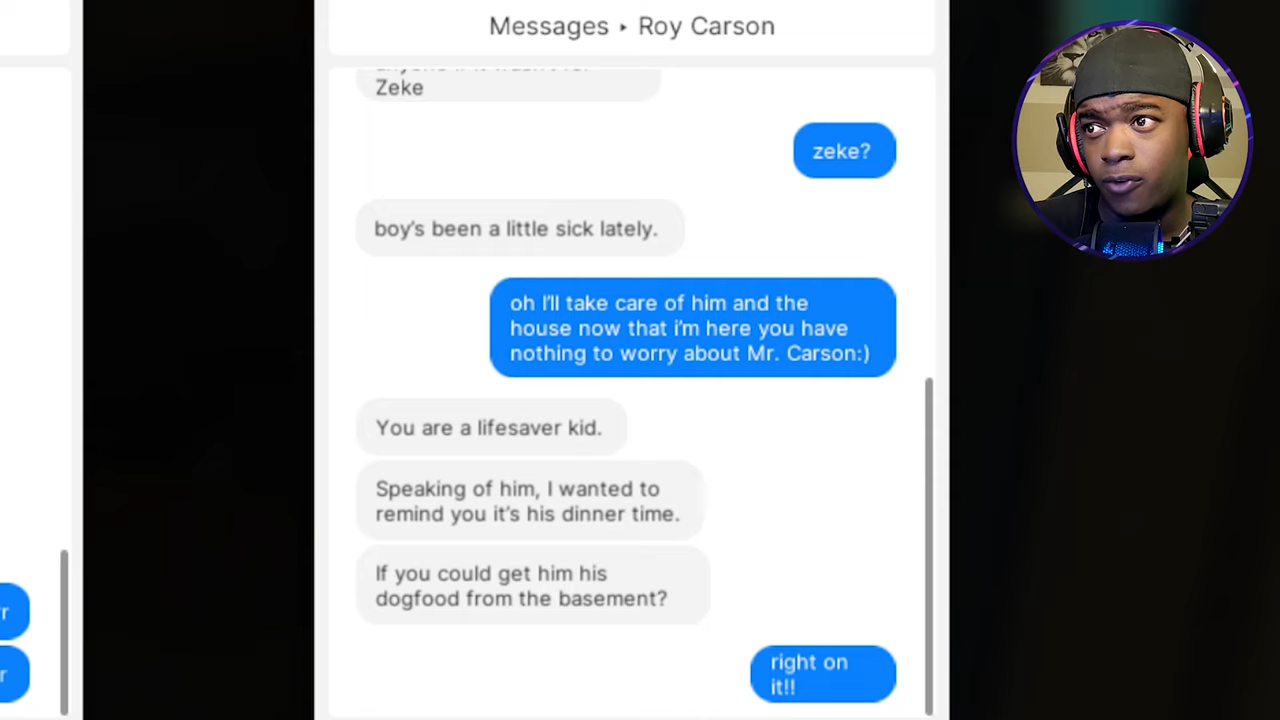 Messages ▸ Roy Carson
Zeke
zeke?
boy's been a little sick lately.
oh I'll take care of him and the
house now that i'm here you have
nothing to worry about Mr. Carson:)
You are a lifesaver kid.
Speaking of him, I wanted to
remind you it's his dinner time.
If you could get him his
dogfood from the basement?
right on
it!!